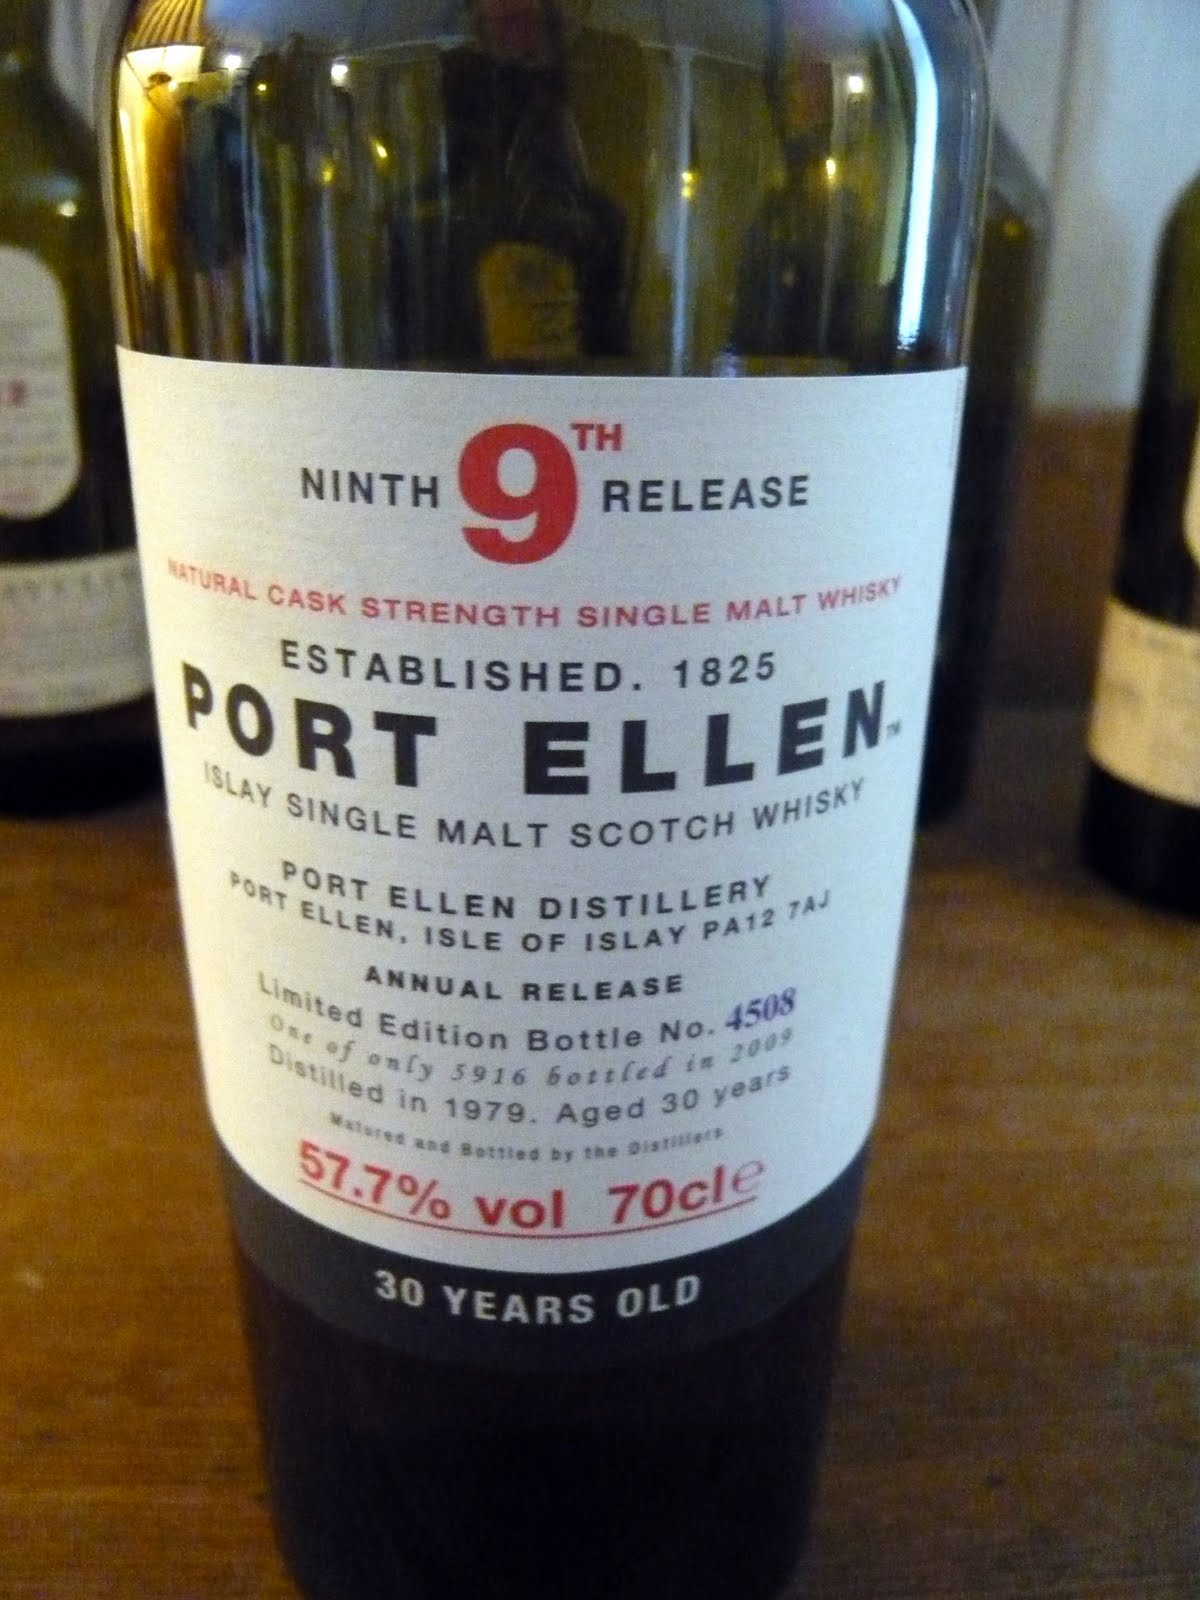 NINTH 9TH RELEASE
NATURAL CASK STRENGTH SINGLE MALT WHISKY
ESTABLISHED. 1825
PORT ELLEN™
ISLAY SINGLE MALT SCOTCH WHISKY
PORT ELLEN DISTILLERY
PORT ELLEN, ISLE OF ISLAY PA12 7AJ
ANNUAL RELEASE
Limited Edition Bottle No. 4508
One of only 5916 bottled in 2009
Distilled in 1979. Aged 30 years
Matured and Bottled by the Distillers
57.7% vol 70cl℮
30 YEARS OLD